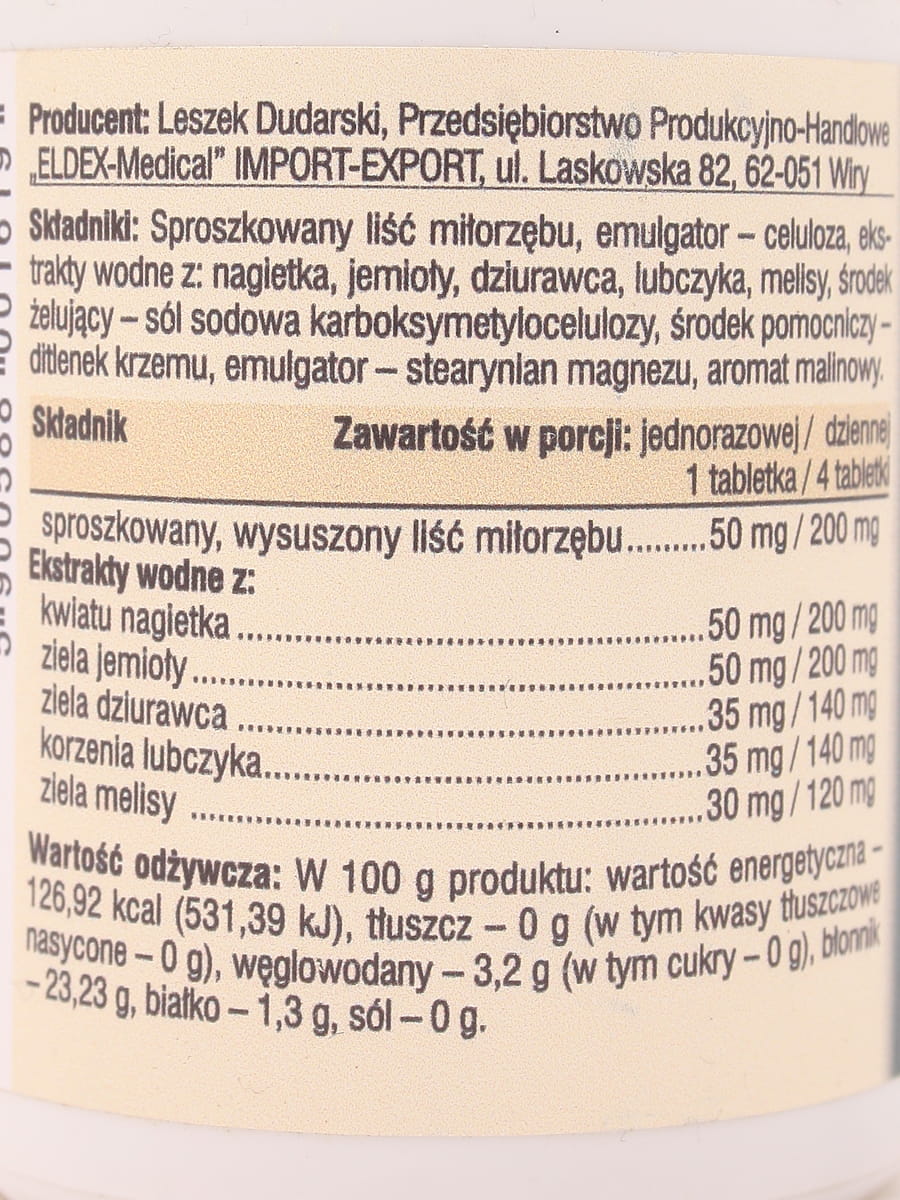 Producent: Leszek Dudarski, Przedsiębiorstwo Produkcyjno-Handlowe
„ELDEX-Medical” IMPORT-EXPORT, ul. Laskowska 82, 62-051 Wiry
Składniki: Sproszkowany liść miłorzębu, emulgator – celuloza, eks-
trakty wodne z: nagietka, jemioły, dziurawca, lubczyka, melisy, środek
żelujący – sól sodowa karboksymetylocelulozy, środek pomocniczy –
ditlenek krzemu, emulgator – stearynian magnezu, aromat malinowy.
Składnik Zawartość w porcji: jednorazowej / dziennej
1 tabletka / 4 tabletki
sproszkowany, wysuszony liść miłorzębu.........50 mg / 200 mg
Ekstrakty wodne z:
kwiatu nagietka ..........50 mg / 200 mg
ziela jemioły ..........50 mg / 200 mg
ziela dziurawca ..........35 mg / 140 mg
korzenia lubczyka..........35 mg / 140 mg
ziela melisy ..........30 mg / 120 mg
Wartość odżywcza: W 100 g produktu: wartość energetyczna –
126,92 kcal (531,39 kJ), tłuszcz – 0 g (w tym kwasy tłuszczowe
nasycone – 0 g), węglowodany – 3,2 g (w tym cukry – 0 g), błonnik
– 23,23 g, białko – 1,3 g, sól – 0 g.